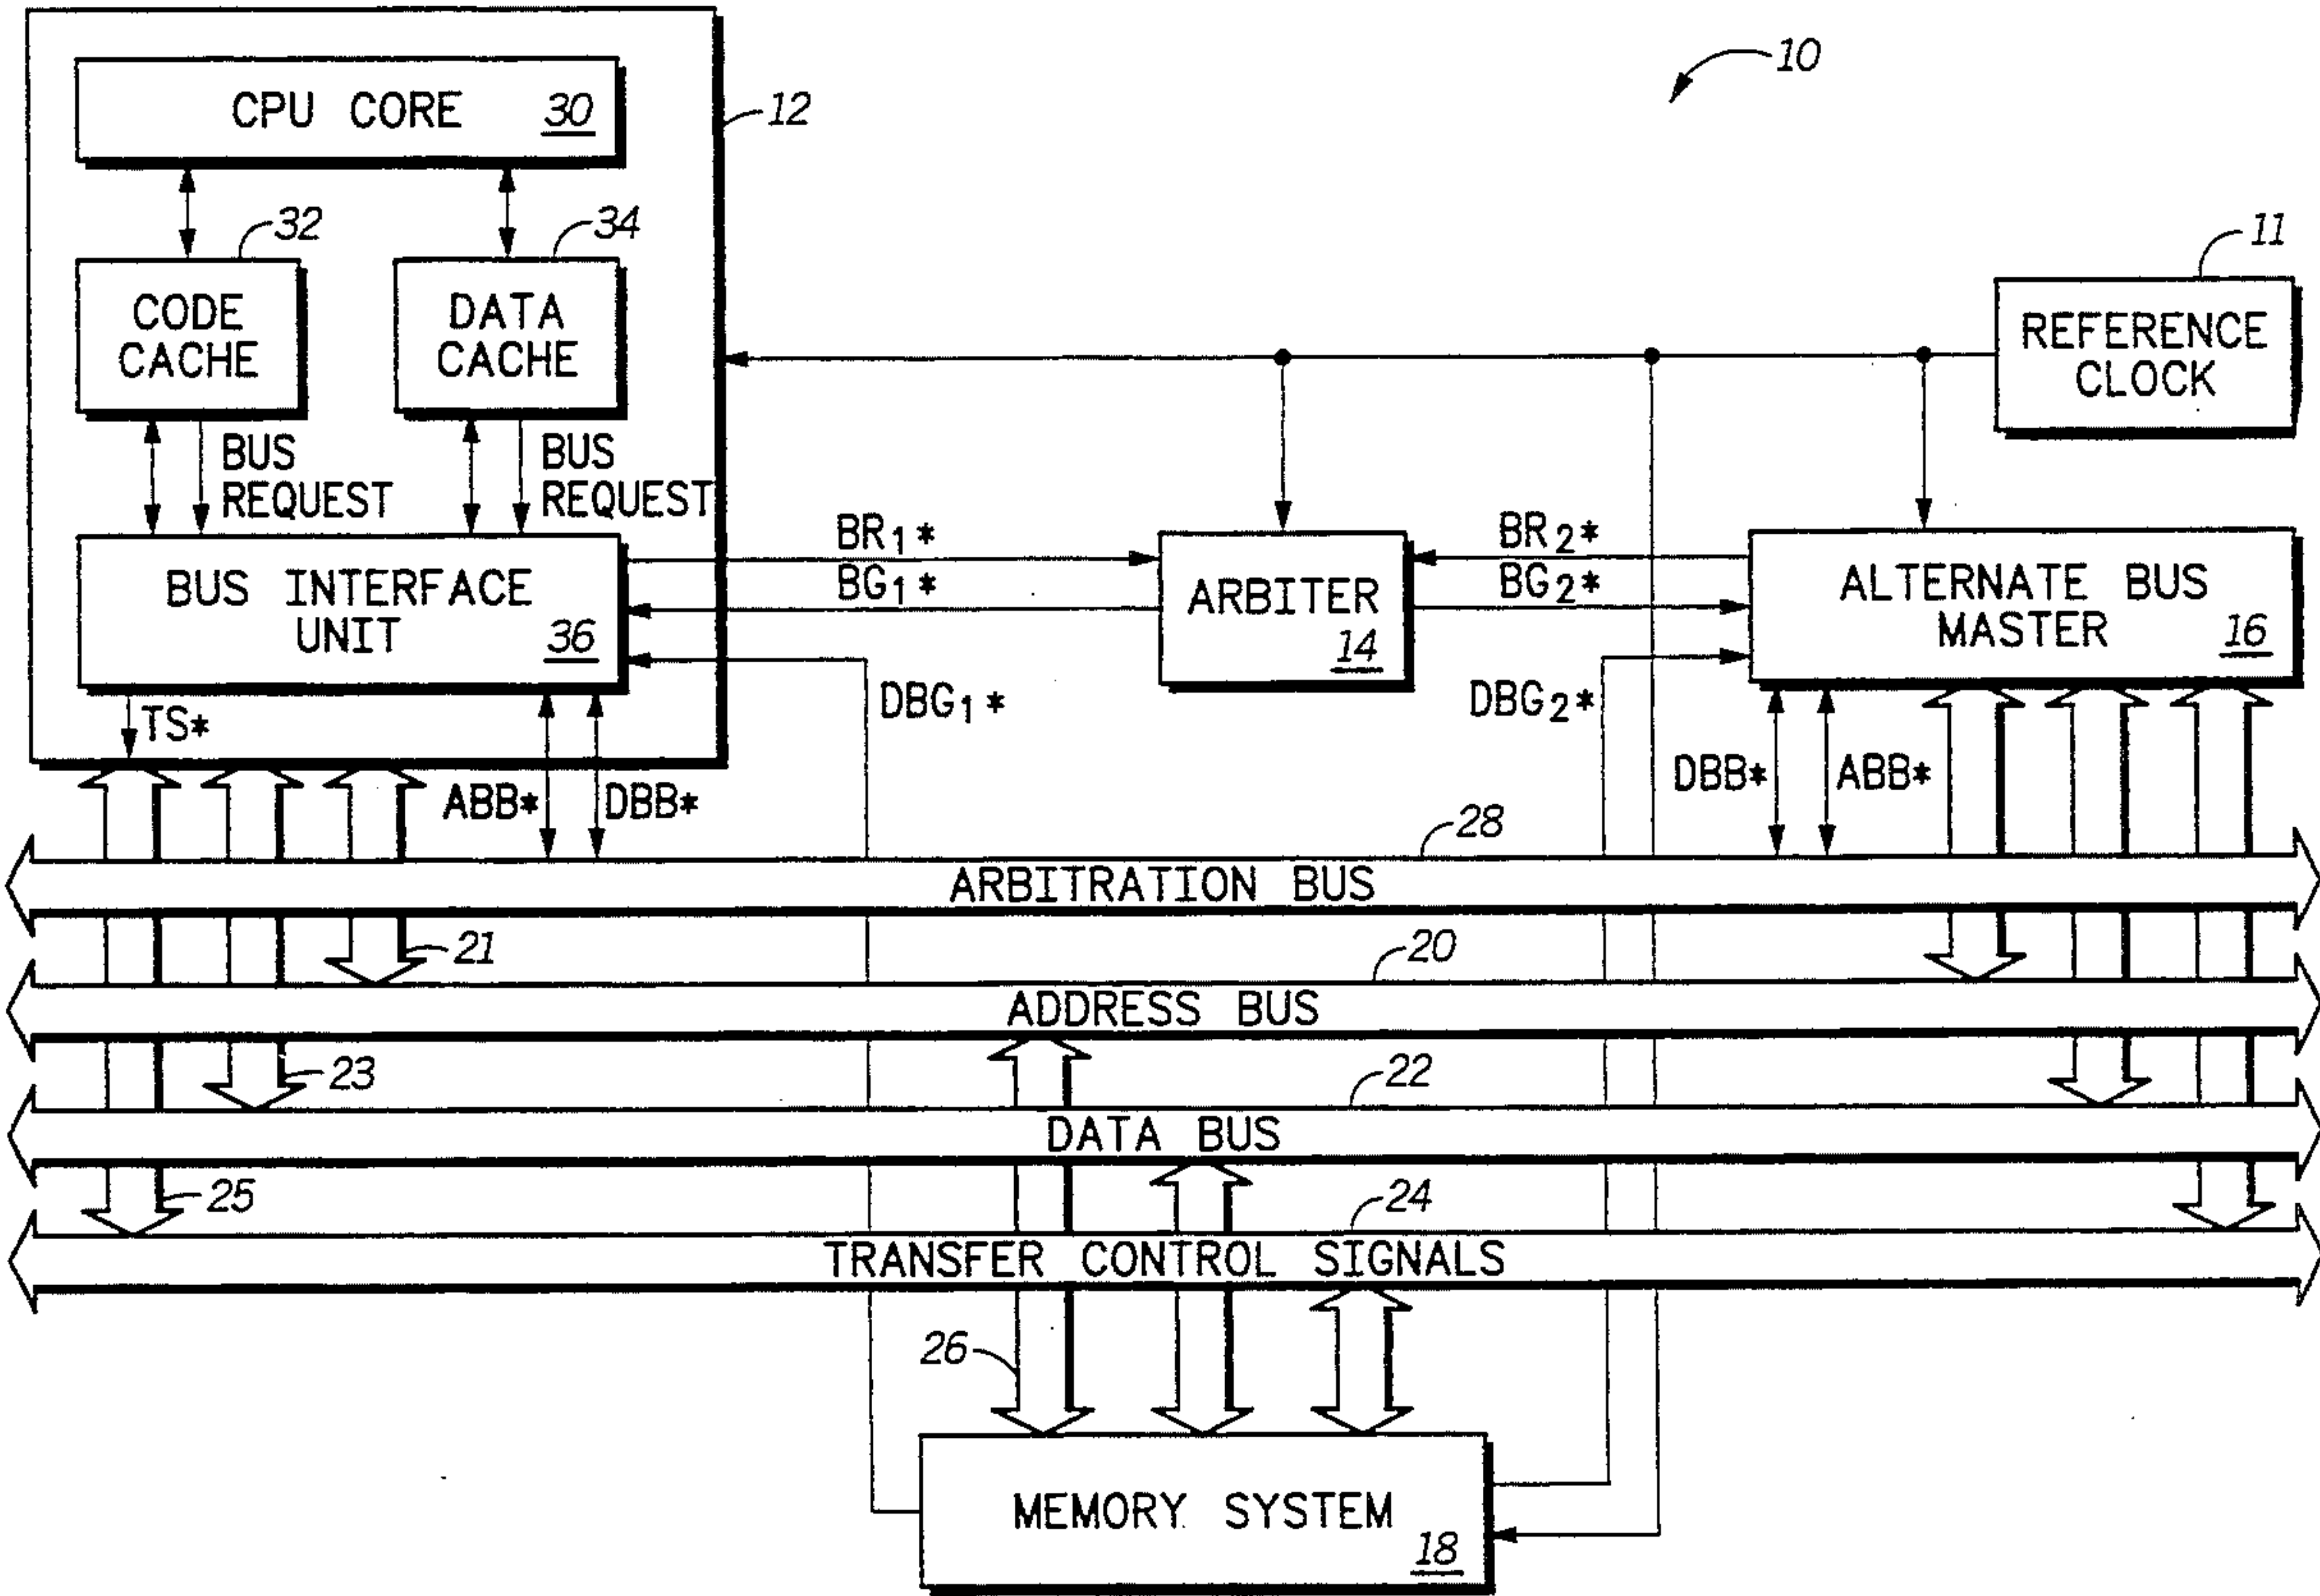 10
CPU CORE 30
12
32
34
11
CODE
CACHE
DATA
CACHE
REFERENCE
CLOCK
BUS
REQUEST
BUS
REQUEST
BR1*
BG1*
BR2*
BG2*
BUS INTERFACE
UNIT 36
ARBITER
14
ALTERNATE BUS
MASTER 16
DBG1*
DBG2*
TS*
ABB*
DBB*
DBB*
ABB*
28
ARBITRATION BUS
21
20
ADDRESS BUS
23
22
DATA BUS
25
24
TRANSFER CONTROL SIGNALS
26
MEMORY SYSTEM
18